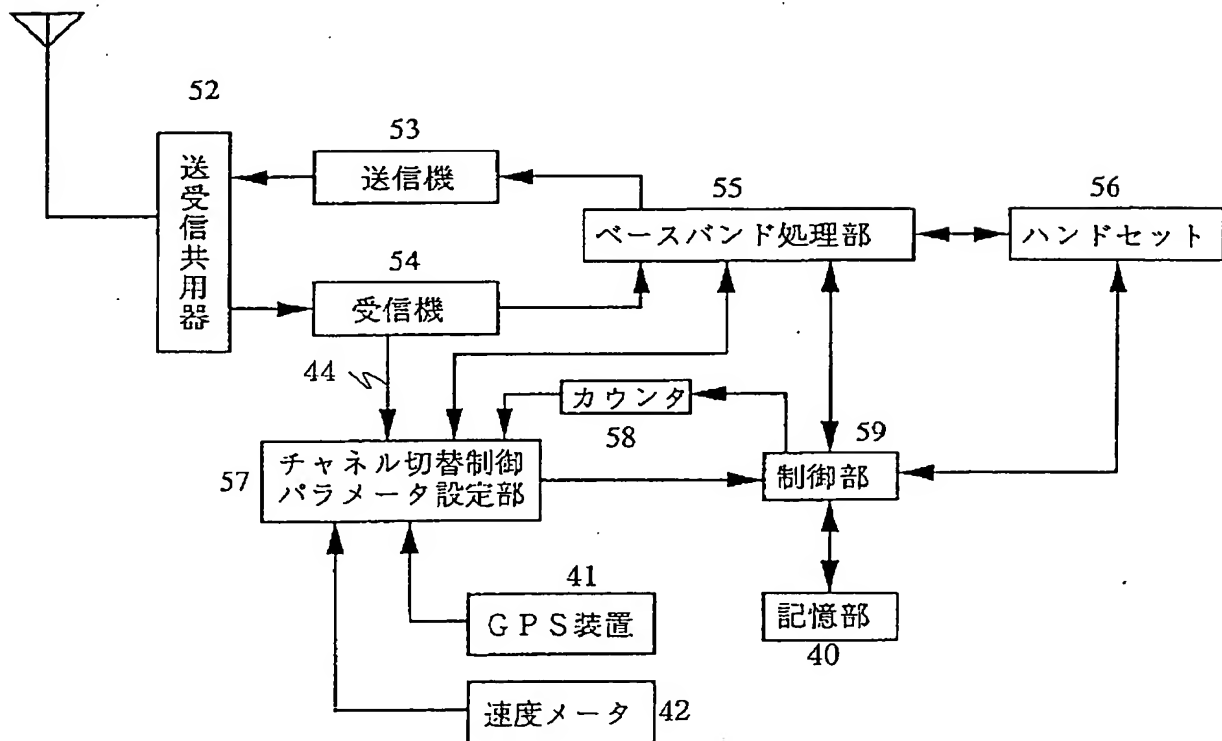 52
送受信共用器
53
送信機
54
受信機
55
ベースバンド処理部
56
ハンドセット
44
カウンタ
58
57
チャネル切替制御
パラメータ設定部
59
制御部
41
GPS装置
記憶部
40
速度メータ
42